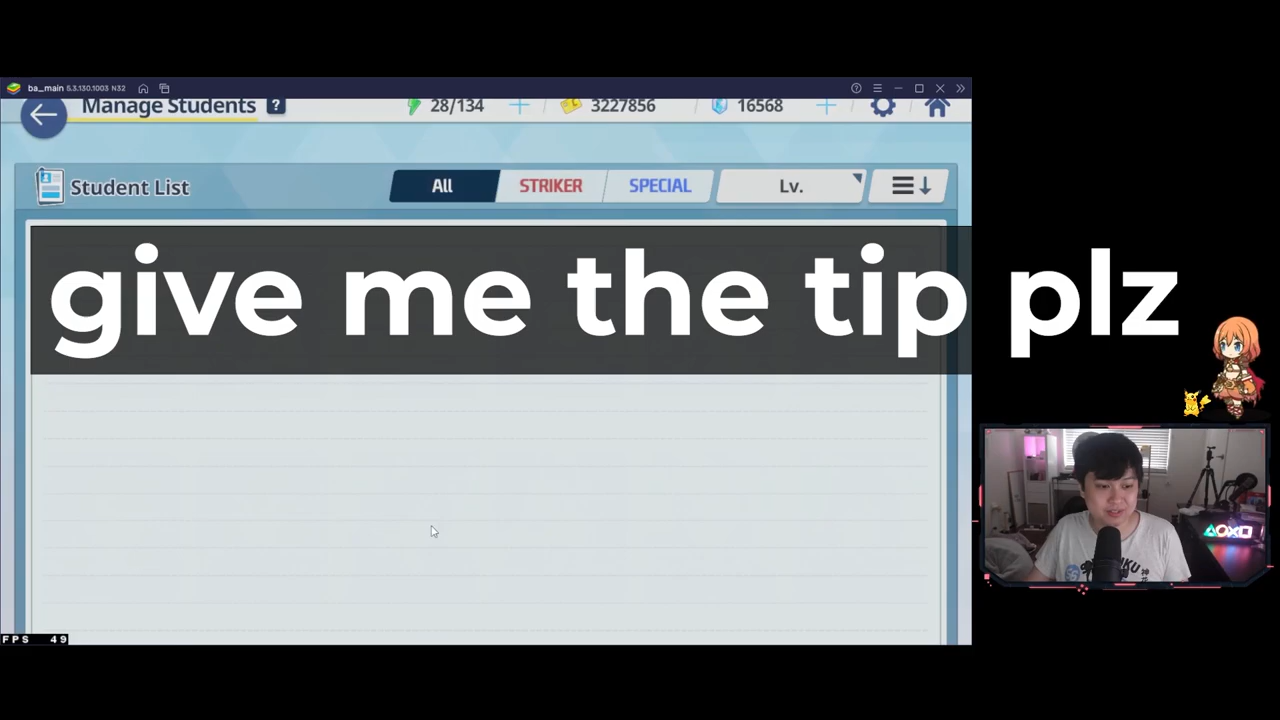 ba_main 5.3.130.1003 N32
Manage Students ? 28/134 3227856 16568
Student List All STRIKER SPECIAL Lv.
give me the tip plz
FPS 49